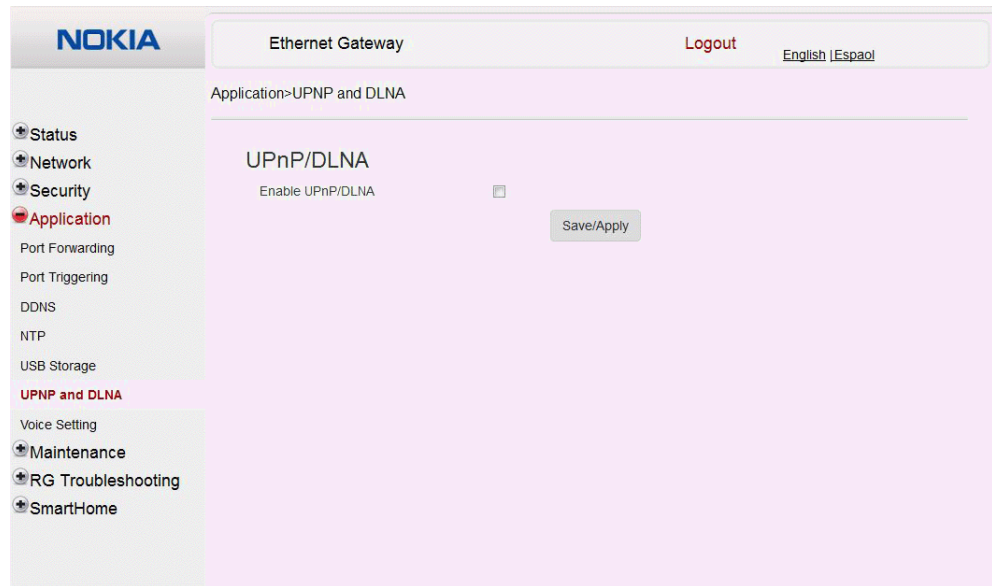 NOKIA
Ethernet Gateway
Logout
English | Espaol
Application>UPNP and DLNA
Status
Network
Security
Application
Port Forwarding
Port Triggering
DDNS
NTP
USB Storage
UPNP and DLNA
Voice Setting
Maintenance
RG Troubleshooting
SmartHome
UPnP/DLNA
Enable UPnP/DLNA
Save/Apply